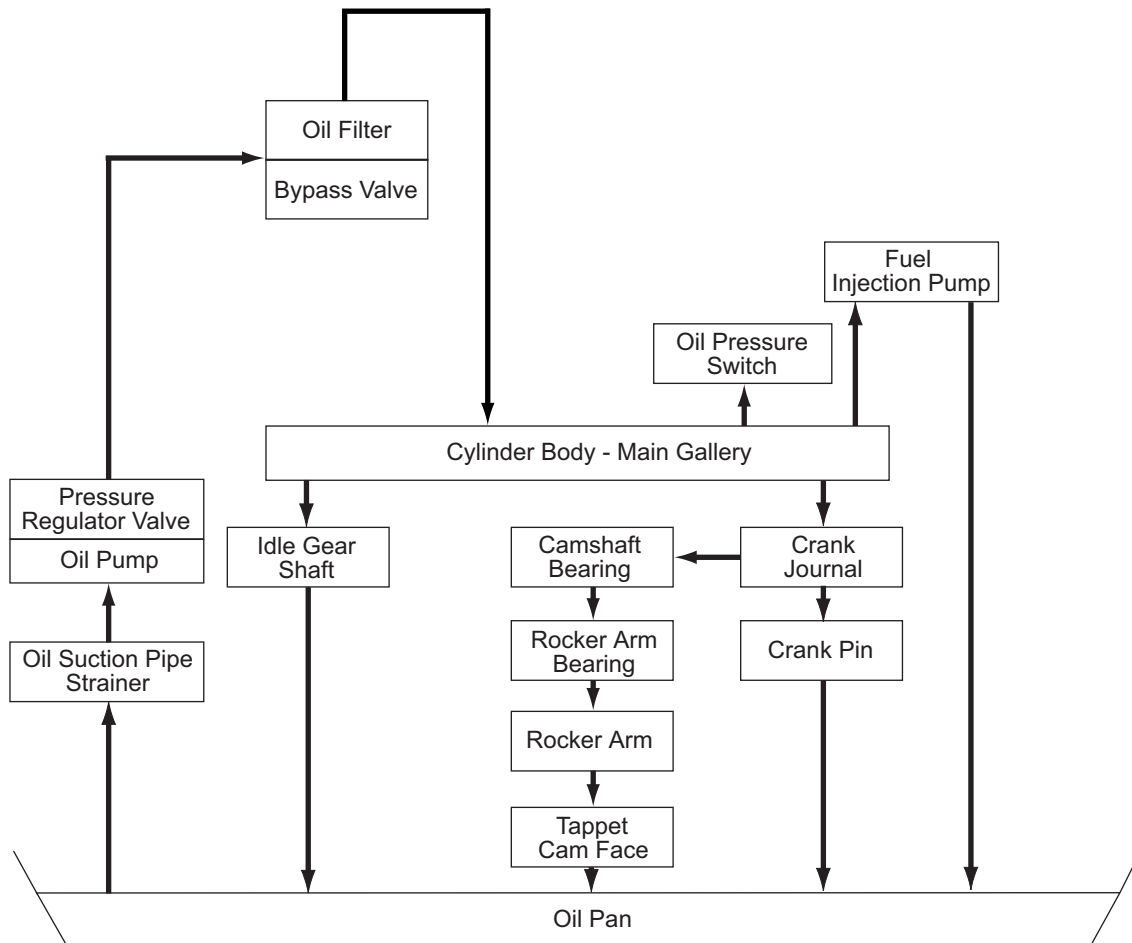 Oil Filter
Bypass Valve
Fuel
Injection Pump
Oil Pressure
Switch
Cylinder Body - Main Gallery
Pressure
Regulator Valve
Oil Pump
Idle Gear
Shaft
Camshaft
Bearing
Crank
Journal
Oil Suction Pipe
Strainer
Rocker Arm
Bearing
Crank Pin
Rocker Arm
Tappet
Cam Face
Oil Pan